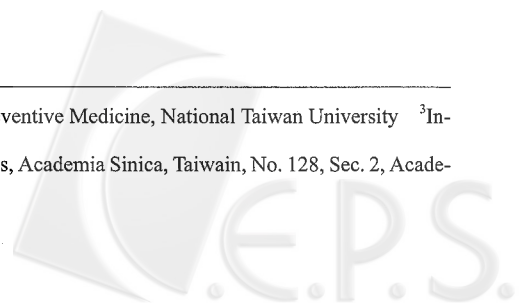 ventive Medicine, National Taiwan University ³In-
s, Academia Sinica, Taiwain, No. 128, Sec. 2, Acade-
C.E.P.S.